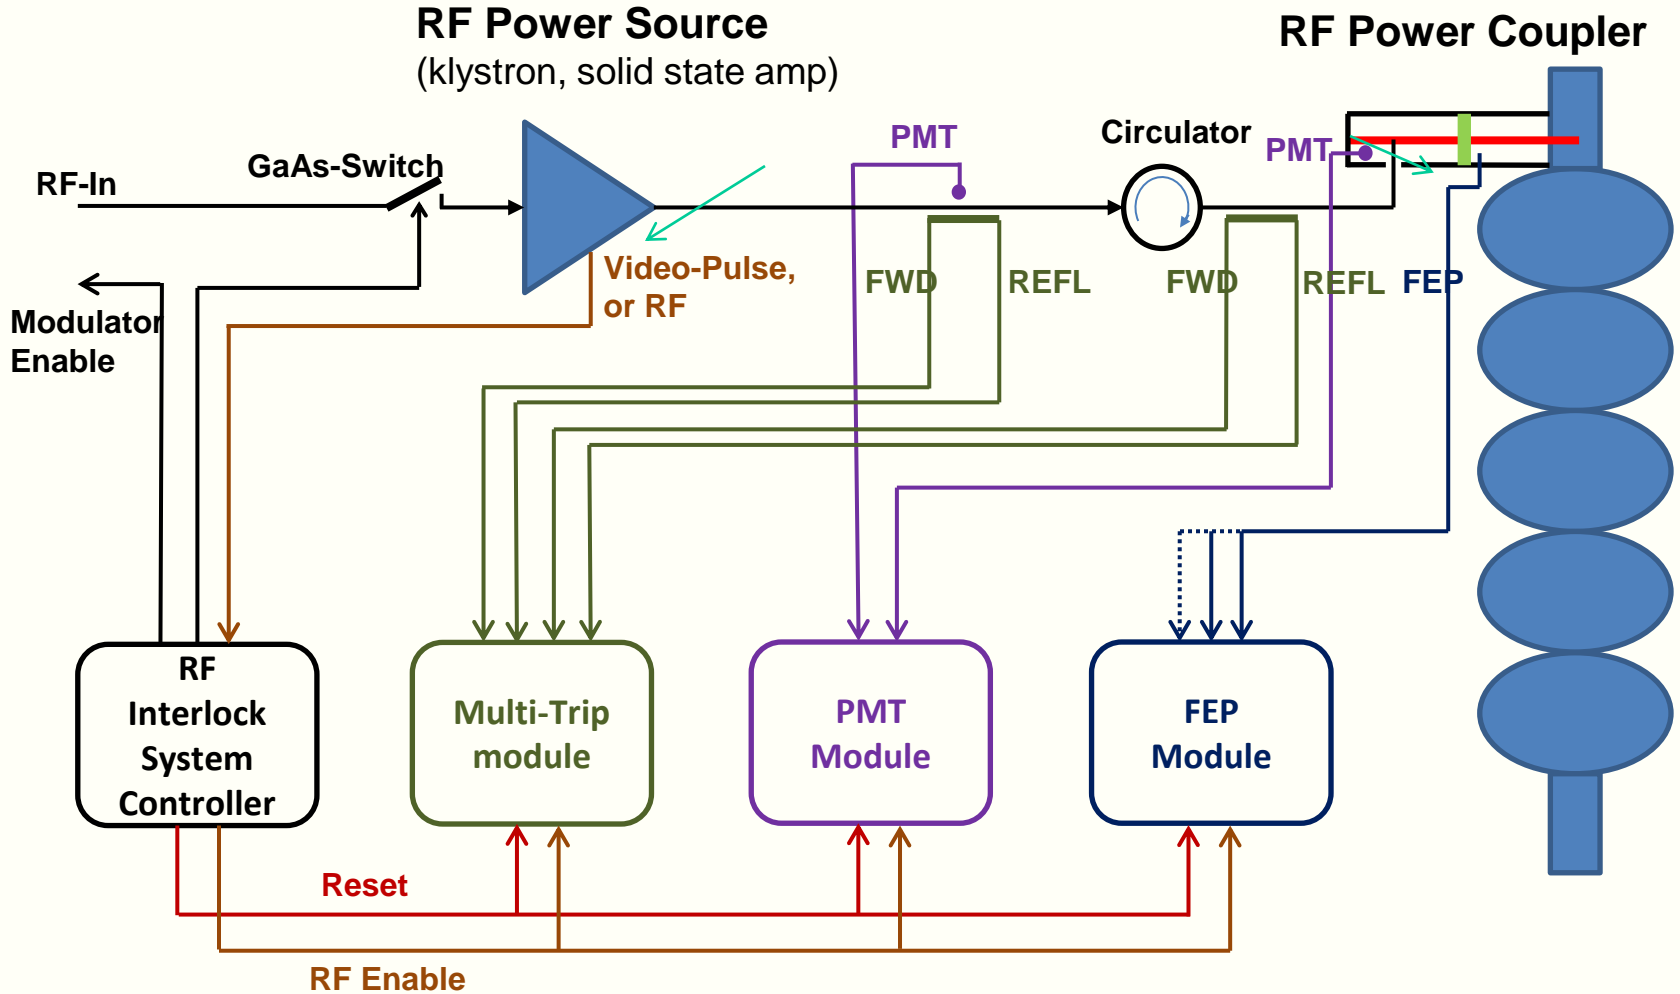 RF Power Source
(klystron, solid state amp)
RF Power Coupler
PMT
Circulator
PMT
GaAs-Switch
RF-In
Video-Pulse,
or RF
FWD
REFL
FWD
REFL
FEP
Modulator
Enable
RF
Interlock
System
Controller
Multi-Trip
module
PMT
Module
FEP
Module
Reset
RF Enable